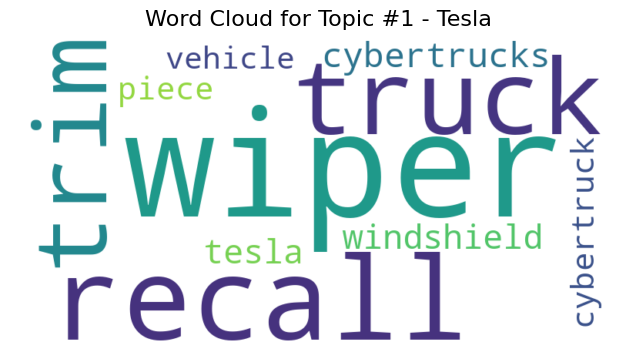 Word Cloud for Topic #1 - Tesla
vehicle
cybertrucks
piece
truck
trim
wiper
cybertruck
windshield
tesla
recall